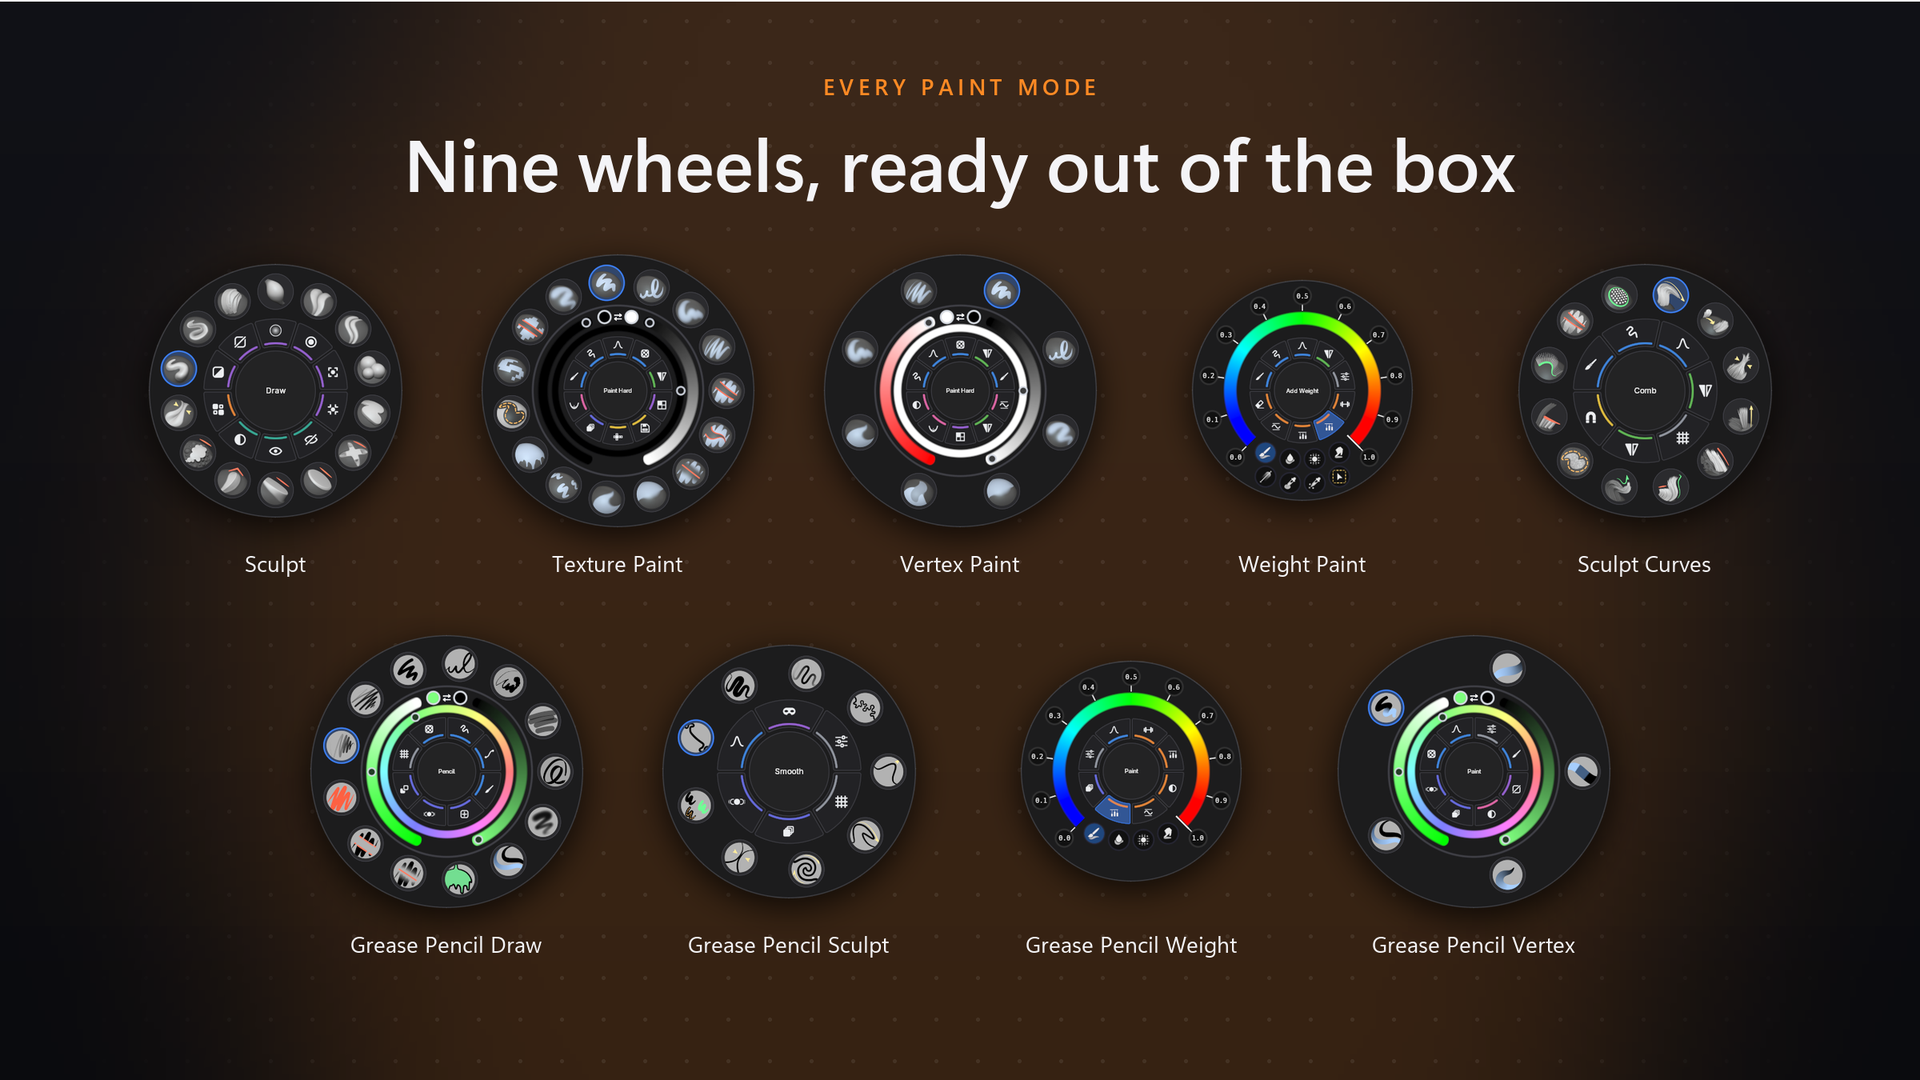 EVERY PAINT MODE
Nine wheels, ready out of the box
Draw
Sculpt
Paint Hard
Texture Paint
Paint Hard
Vertex Paint
0.5
0.4 0.6
0.3 0.7
0.2 0.8
0.1 0.9
0.0 1.0
Add Weight
Weight Paint
Comb
Sculpt Curves
Pencil
Grease Pencil Draw
Smooth
Grease Pencil Sculpt
0.5
0.4 0.6
0.3 0.7
0.2 0.8
0.1 0.9
0.0 1.0
Paint
Grease Pencil Weight
Paint
Grease Pencil Vertex